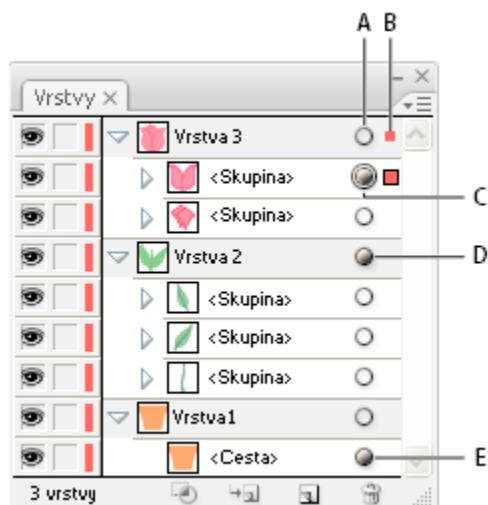 A B
Vrstvy ×
Vrstva 3
<Skupina>
C
<Skupina>
Vrstva 2
D
<Skupina>
<Skupina>
<Skupina>
Vrstva1
<Cesta>
E
3 vrstvy